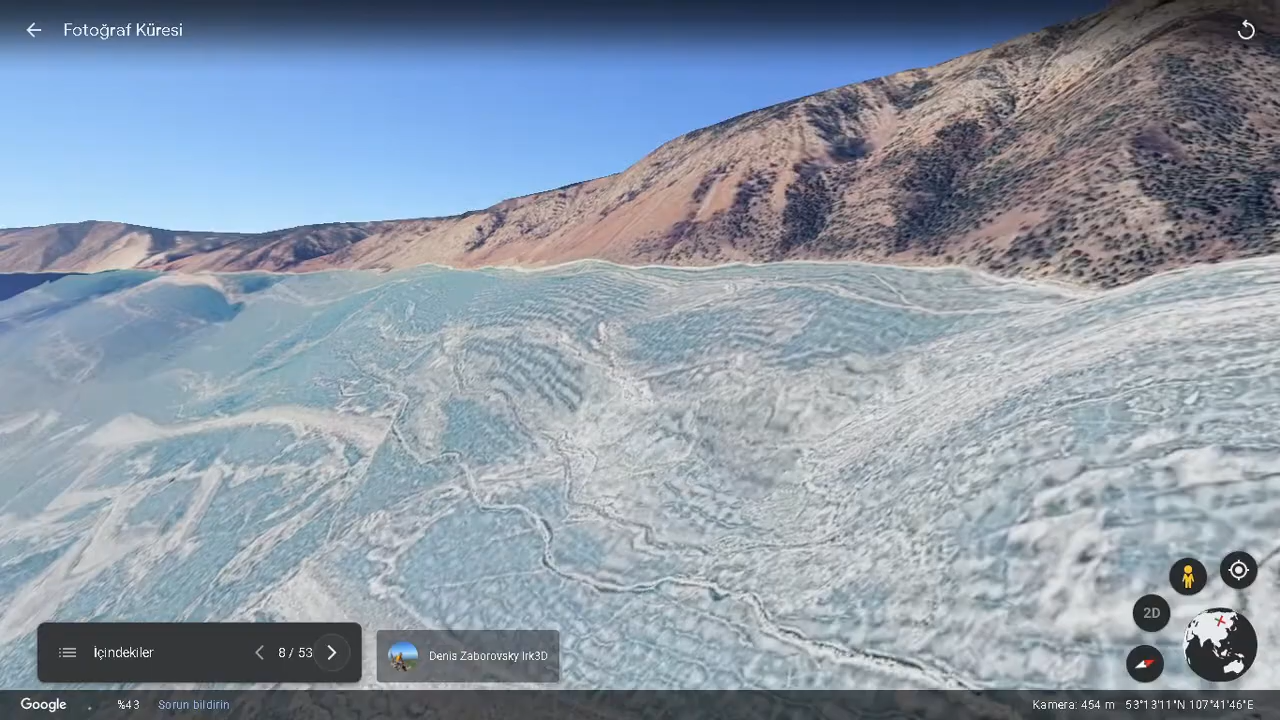 Fotoğraf Küresi
2D
İçindekiler
8 / 53
Denis Zaborovsky Irk3D
Google
%43
Sorun bildirin
Kamera: 454 m
53°13'11"N 107°41'46"E